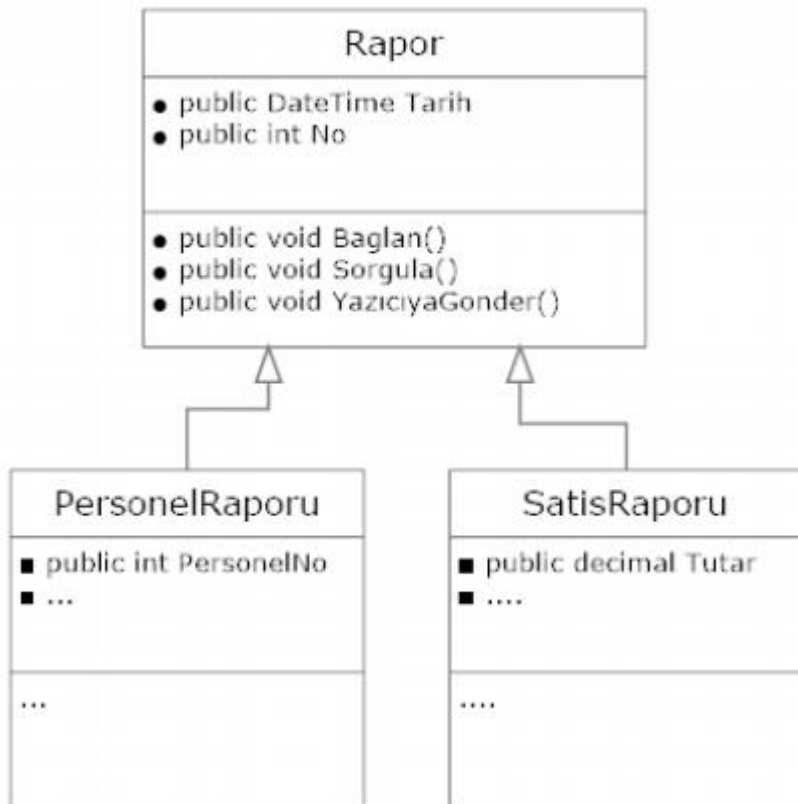 Rapor
• public DateTime Tarih
• public int No
• public void Baglan()
• public void Sorgula()
• public void YazıcıyaGonder()
PersonelRaporu
▪ public int PersonelNo
▪ ...
...
SatisRaporu
▪ public decimal Tutar
▪ ....
....